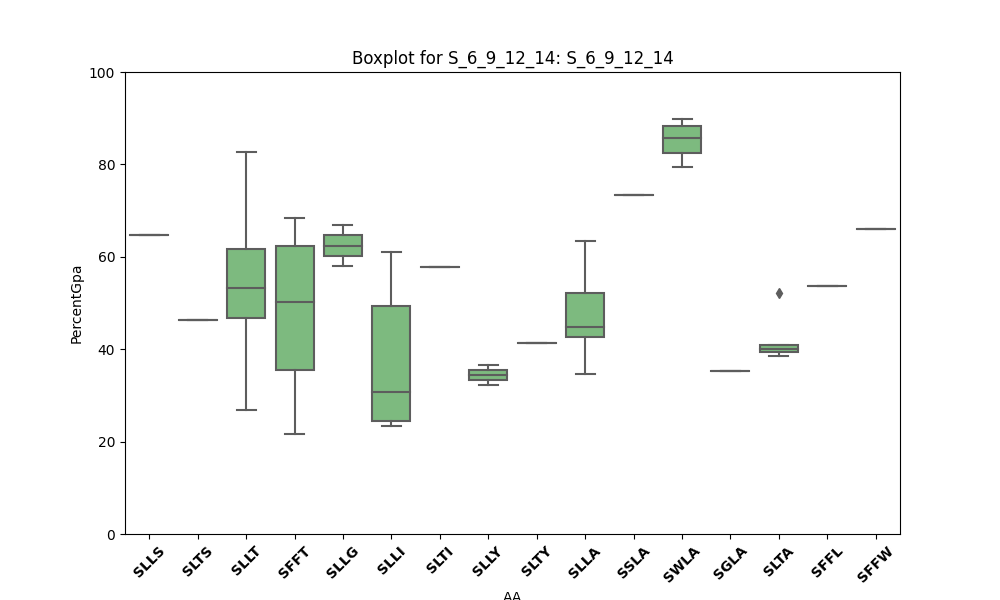 Boxplot for S_6_9_12_14: S_6_9_12_14
100
80
60
40
20
0
PercentGpa
SLLS SLTS SLLT SFFT SLLG SLLI SLTI SLLY SLTY SLLA SSLA SWLA SGLA SLTA SFFL SFFW
AA